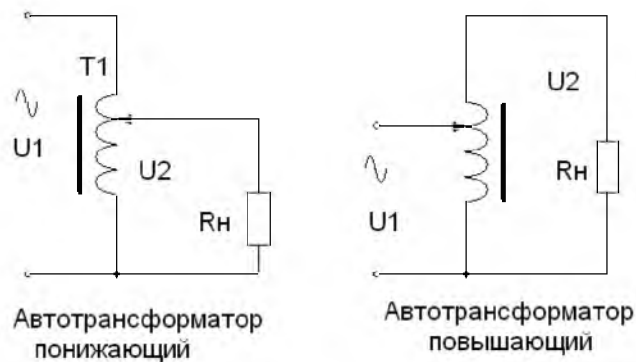 T1
U1
U2
Rн
Автотрансформатор
понижающий
U2
Rн
U1
Автотрансформатор
повышающий